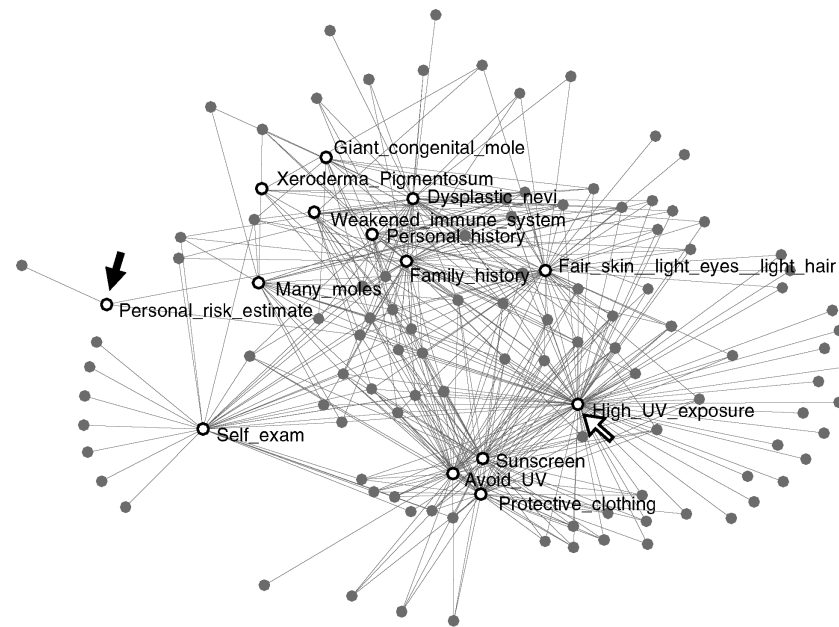 Giant_congenital_mole
Xeroderma_Pigmentosum
Dysplastic_nevi
Weakened_immune_system
Personal_history
Fair_skin__light_eyes__light_hair
Family_history
Many_moles
Personal_risk_estimate
High_UV_exposure
Self_exam
Sunscreen
Avoid_UV
Protective_clothing